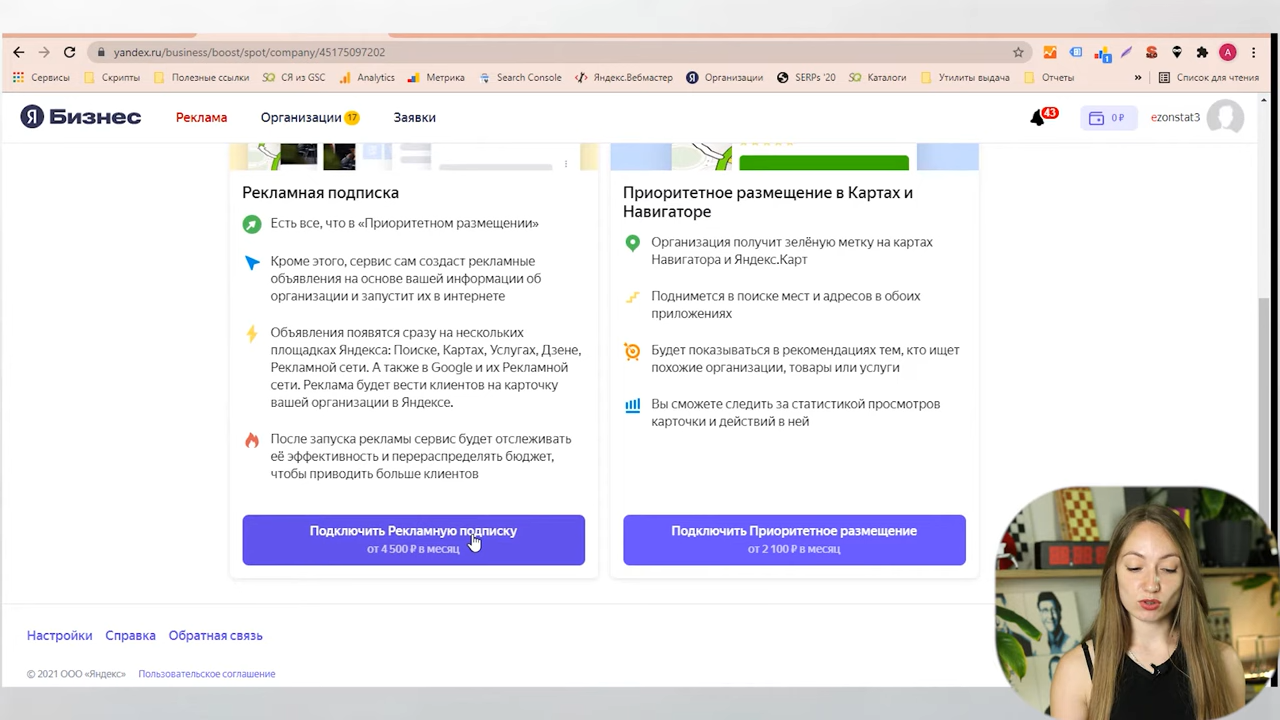 yandex.ru/business/boost/spot/company/45175097202
A
Сервисы
Скрипты
Полезные ссылки
СЯ из GSC
Analytics
Метрика
Search Console
Яндекс.Вебмастер
Организации
SERPs '20
Каталоги
Утилиты выдача
Отчеты
»
Список для чтения
Я Бизнес
Реклама
Организации 17
Заявки
43
0 ₽
ezonstat3
Рекламная подписка
Есть все, что в «Приоритетном размещении»
Кроме этого, сервис сам создаст рекламные
объявления на основе вашей информации об
организации и запустит их в интернете
Объявления появятся сразу на нескольких
площадках Яндекса: Поиске, Картах, Услугах, Дзене,
Рекламной сети. А также в Google и их Рекламной
сети. Реклама будет вести клиентов на карточку
вашей организации в Яндексе.
После запуска рекламы сервис будет отслеживать
её эффективность и перераспределять бюджет,
чтобы приводить больше клиентов
Подключить Рекламную подписку
от 4 500 ₽ в месяц
Приоритетное размещение в Картах и
Навигаторе
Организация получит зелёную метку на картах
Навигатора и Яндекс.Карт
Поднимется в поиске мест и адресов в обоих
приложениях
Будет показываться в рекомендациях тем, кто ищет
похожие организации, товары или услуги
Вы сможете следить за статистикой просмотров
карточки и действий в ней
Подключить Приоритетное размещение
от 2 100 ₽ в месяц
Настройки
Справка
Обратная связь
© 2021 ООО «Яндекс»
Пользовательское соглашение